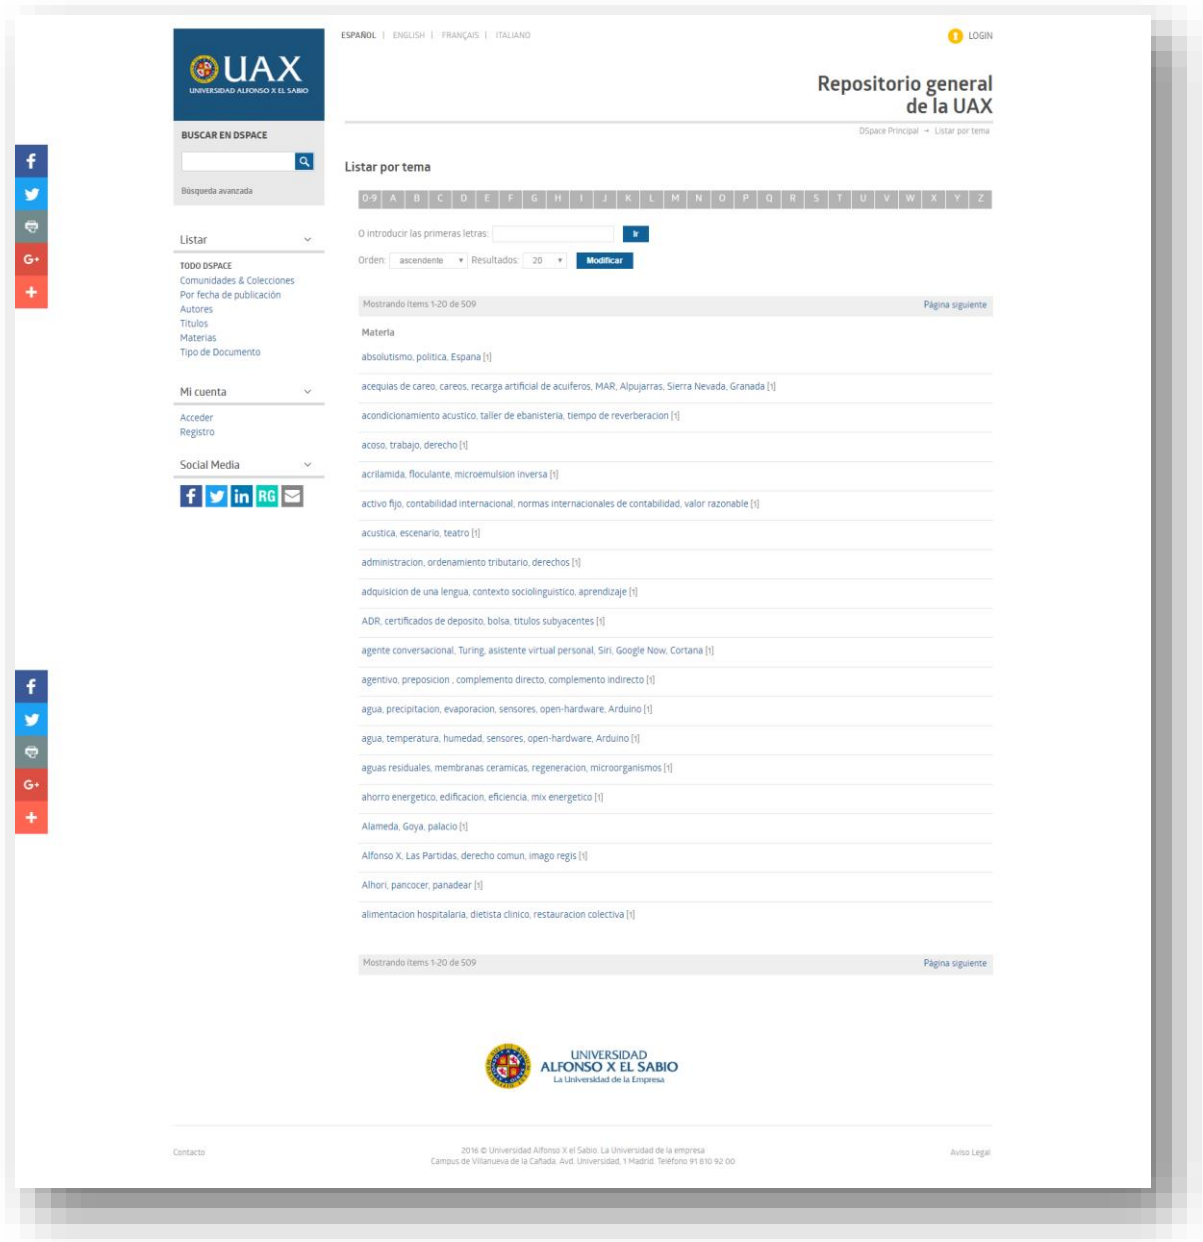 ESPAÑOL | ENGLISH | FRANÇAIS | ITALIANO
LOGIN
UAX
UNIVERSIDAD ALFONSO X EL SABIO
Repositorio general
de la UAX
DSpace Principal → Listar por tema
BUSCAR EN DSPACE
Búsqueda avanzada
Listar
TODO DSPACE
Comunidades & Colecciones
Por fecha de publicación
Autores
Títulos
Materias
Tipo de Documento
Mi cuenta
Acceder
Registro
Social Media
f in RG
f
G+
+
f
G+
+
Listar por tema
0-9 A B C D E F G H I J K L M N O P Q R S T U V W X Y Z
O introducir las primeras letras: Ir
Orden: ascendente Resultados: 20 Modificar
Mostrando ítems 1-20 de 509 Página siguiente
Materia
absolutismo, politica, Espana [1]
acequias de careo, careos, recarga artificial de acuiferos, MAR, Alpujarras, Sierra Nevada, Granada [1]
acondicionamiento acustico, taller de ebanisteria, tiempo de reverberacion [1]
acoso, trabajo, derecho [1]
acrilamida, floculante, microemulsion inversa [1]
activo fijo, contabilidad internacional, normas internacionales de contabilidad, valor razonable [1]
acustica, escenario, teatro [1]
administracion, ordenamiento tributario, derechos [1]
adquisicion de una lengua, contexto sociolinguistico, aprendizaje [1]
ADR, certificados de deposito, bolsa, titulos subyacentes [1]
agente conversacional, Turing, asistente virtual personal, Siri, Google Now, Cortana [1]
agentivo, preposicion , complemento directo, complemento indirecto [1]
agua, precipitacion, evaporacion, sensores, open-hardware, Arduino [1]
agua, temperatura, humedad, sensores, open-hardware, Arduino [1]
aguas residuales, membranas ceramicas, regeneracion, microorganismos [1]
ahorro energetico, edificacion, eficiencia, mix energetico [1]
Alameda, Goya, palacio [1]
Alfonso X, Las Partidas, derecho comun, imago regis [1]
Alhori, pancocer, panadear [1]
alimentacion hospitalaria, dietista clinico, restauracion colectiva [1]
Mostrando ítems 1-20 de 509 Página siguiente
UNIVERSIDAD
ALFONSO X EL SABIO
La Universidad de la Empresa
Contacto
2016 © Universidad Alfonso X el Sabio. La Universidad de la empresa
Campus de Villanueva de la Cañada. Avd. Universidad, 1 Madrid. Teléfono 91 810 92 00
Aviso Legal